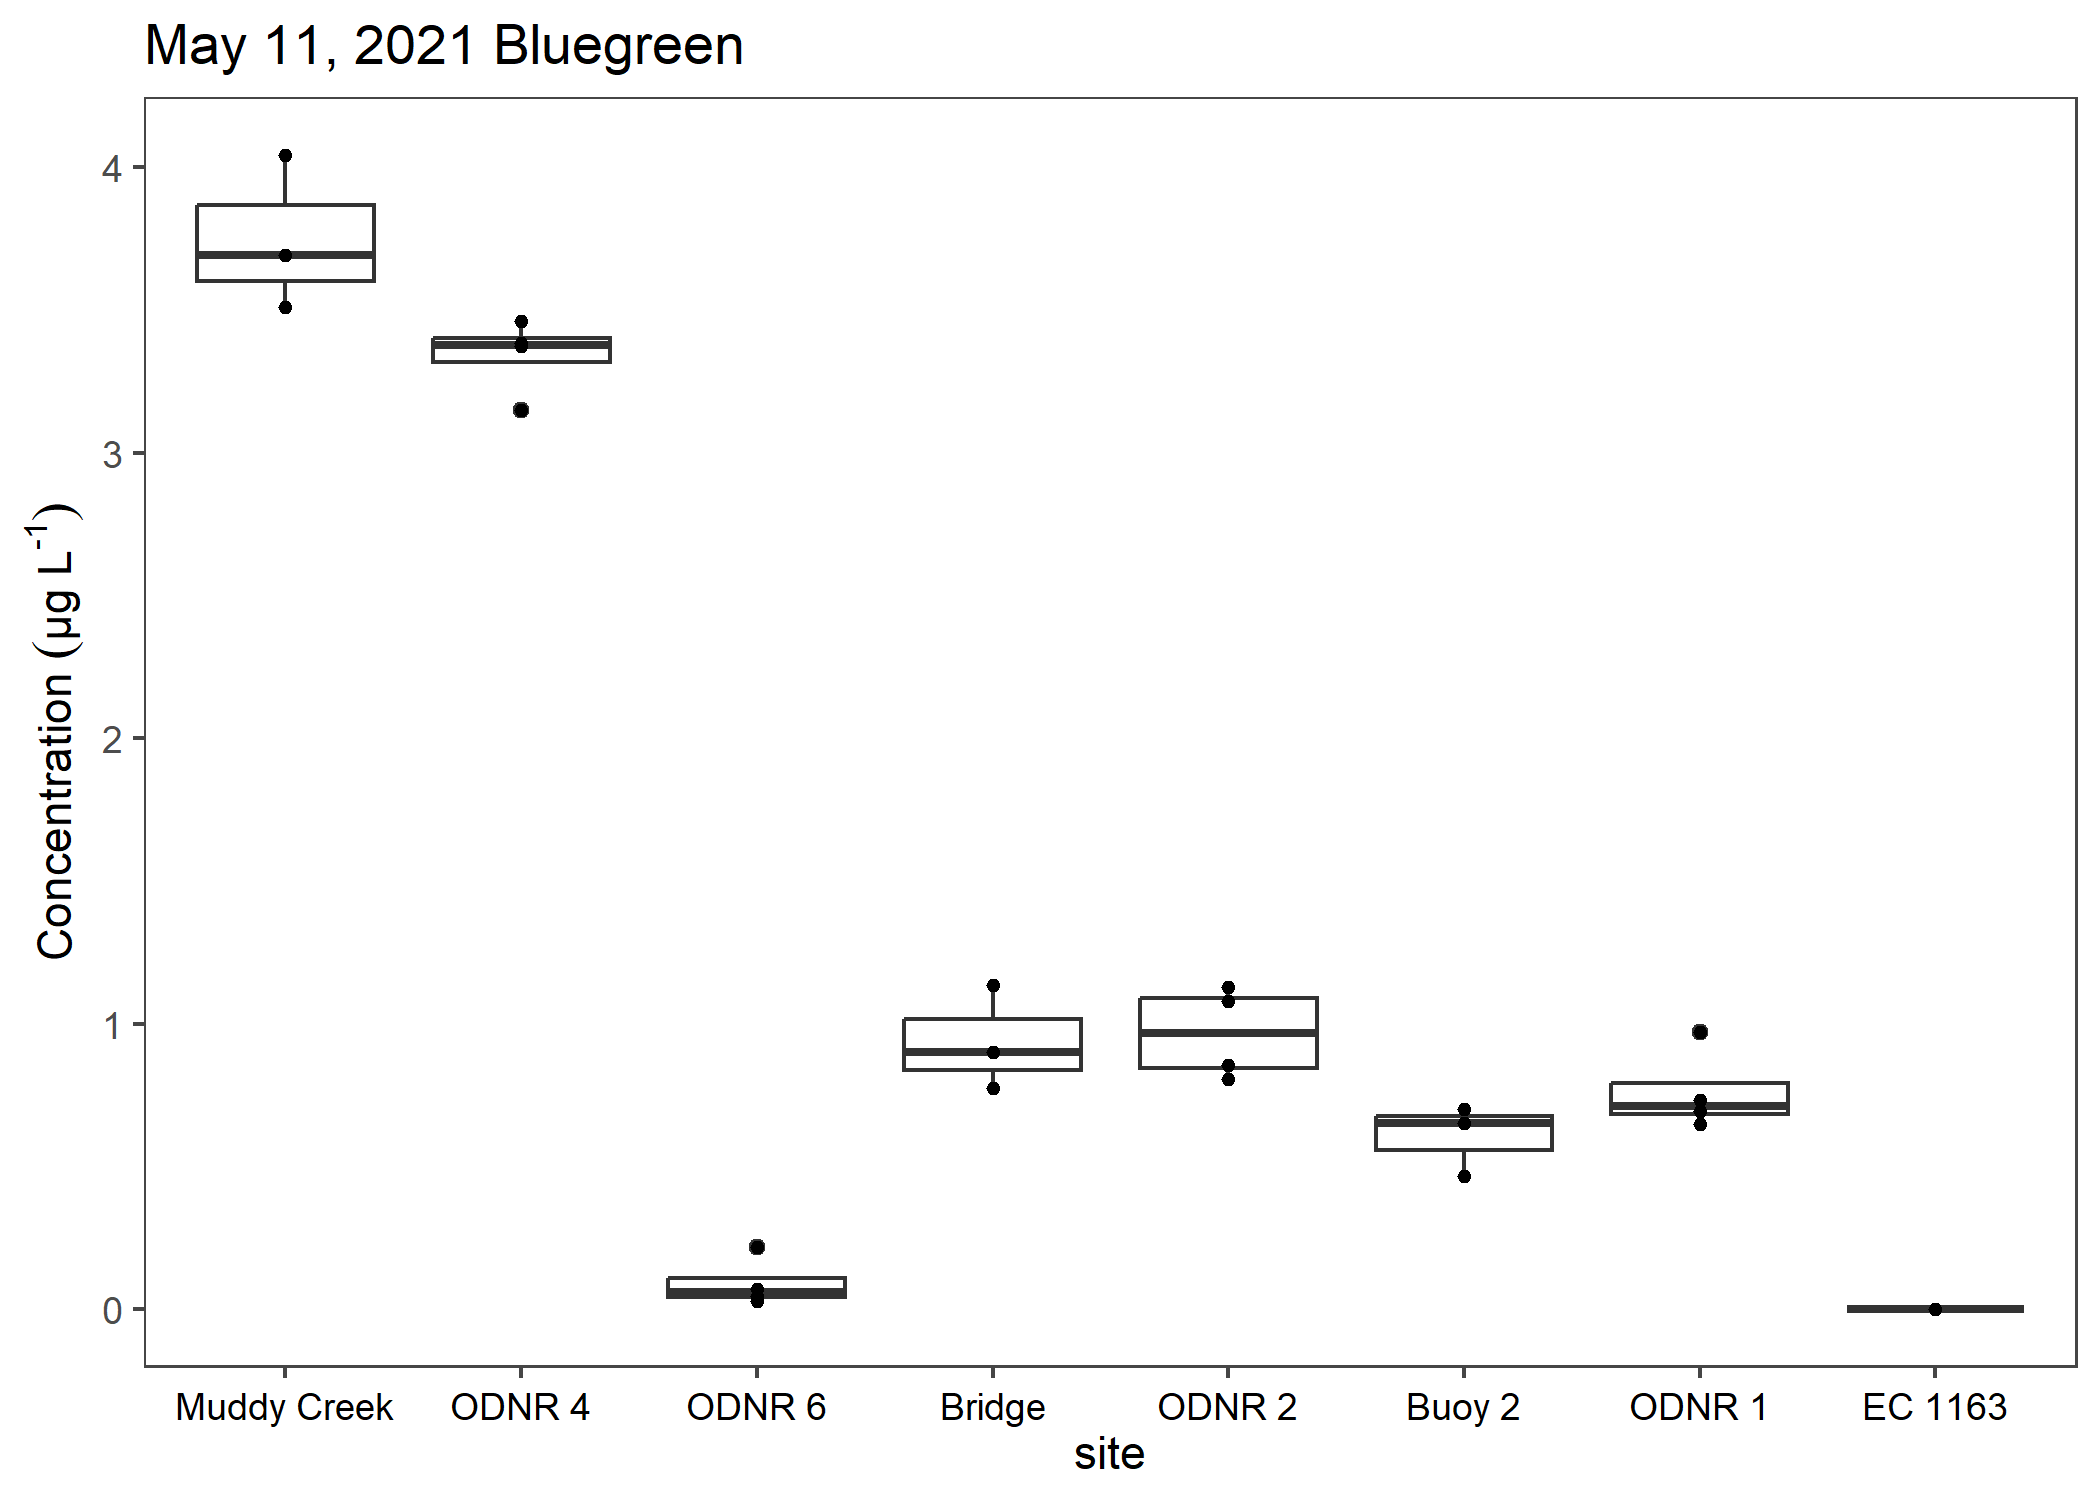 May 11, 2021 Bluegreen
Concentration (µg L⁻¹)
4
3
2
1
0
Muddy Creek ODNR 4 ODNR 6 Bridge ODNR 2 Buoy 2 ODNR 1 EC 1163
site